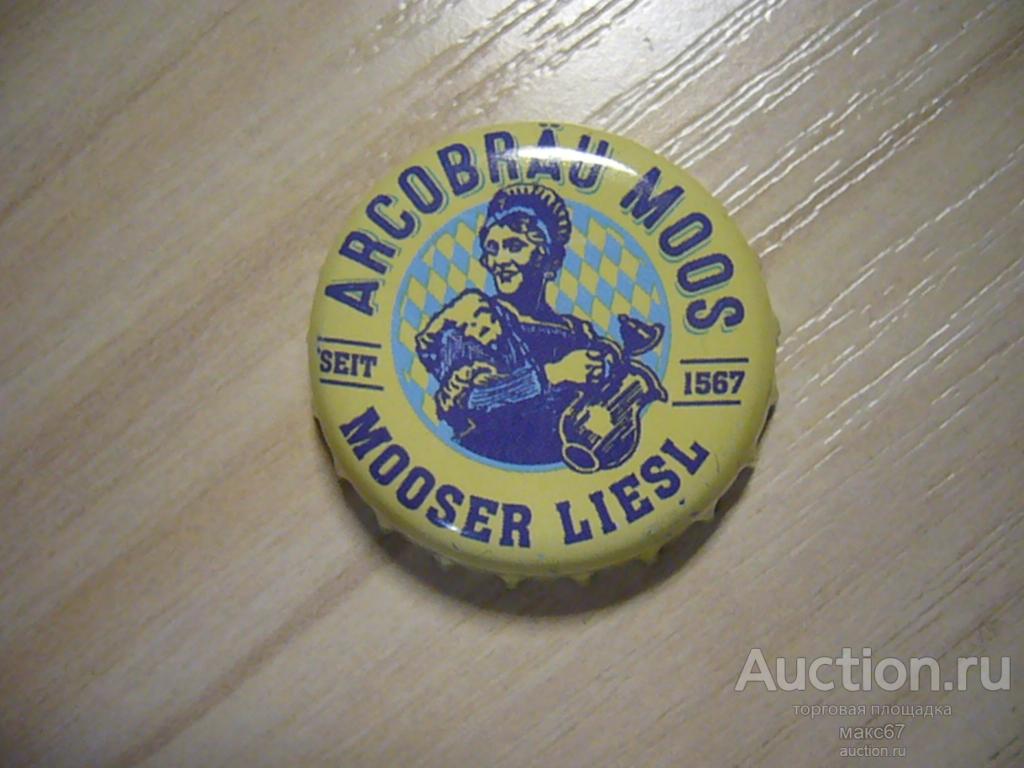 ARCOBRÄU MOOS
SEIT
1567
MOOSER LIESL
Auction.ru
торговая площадка
макс67
auction.ru